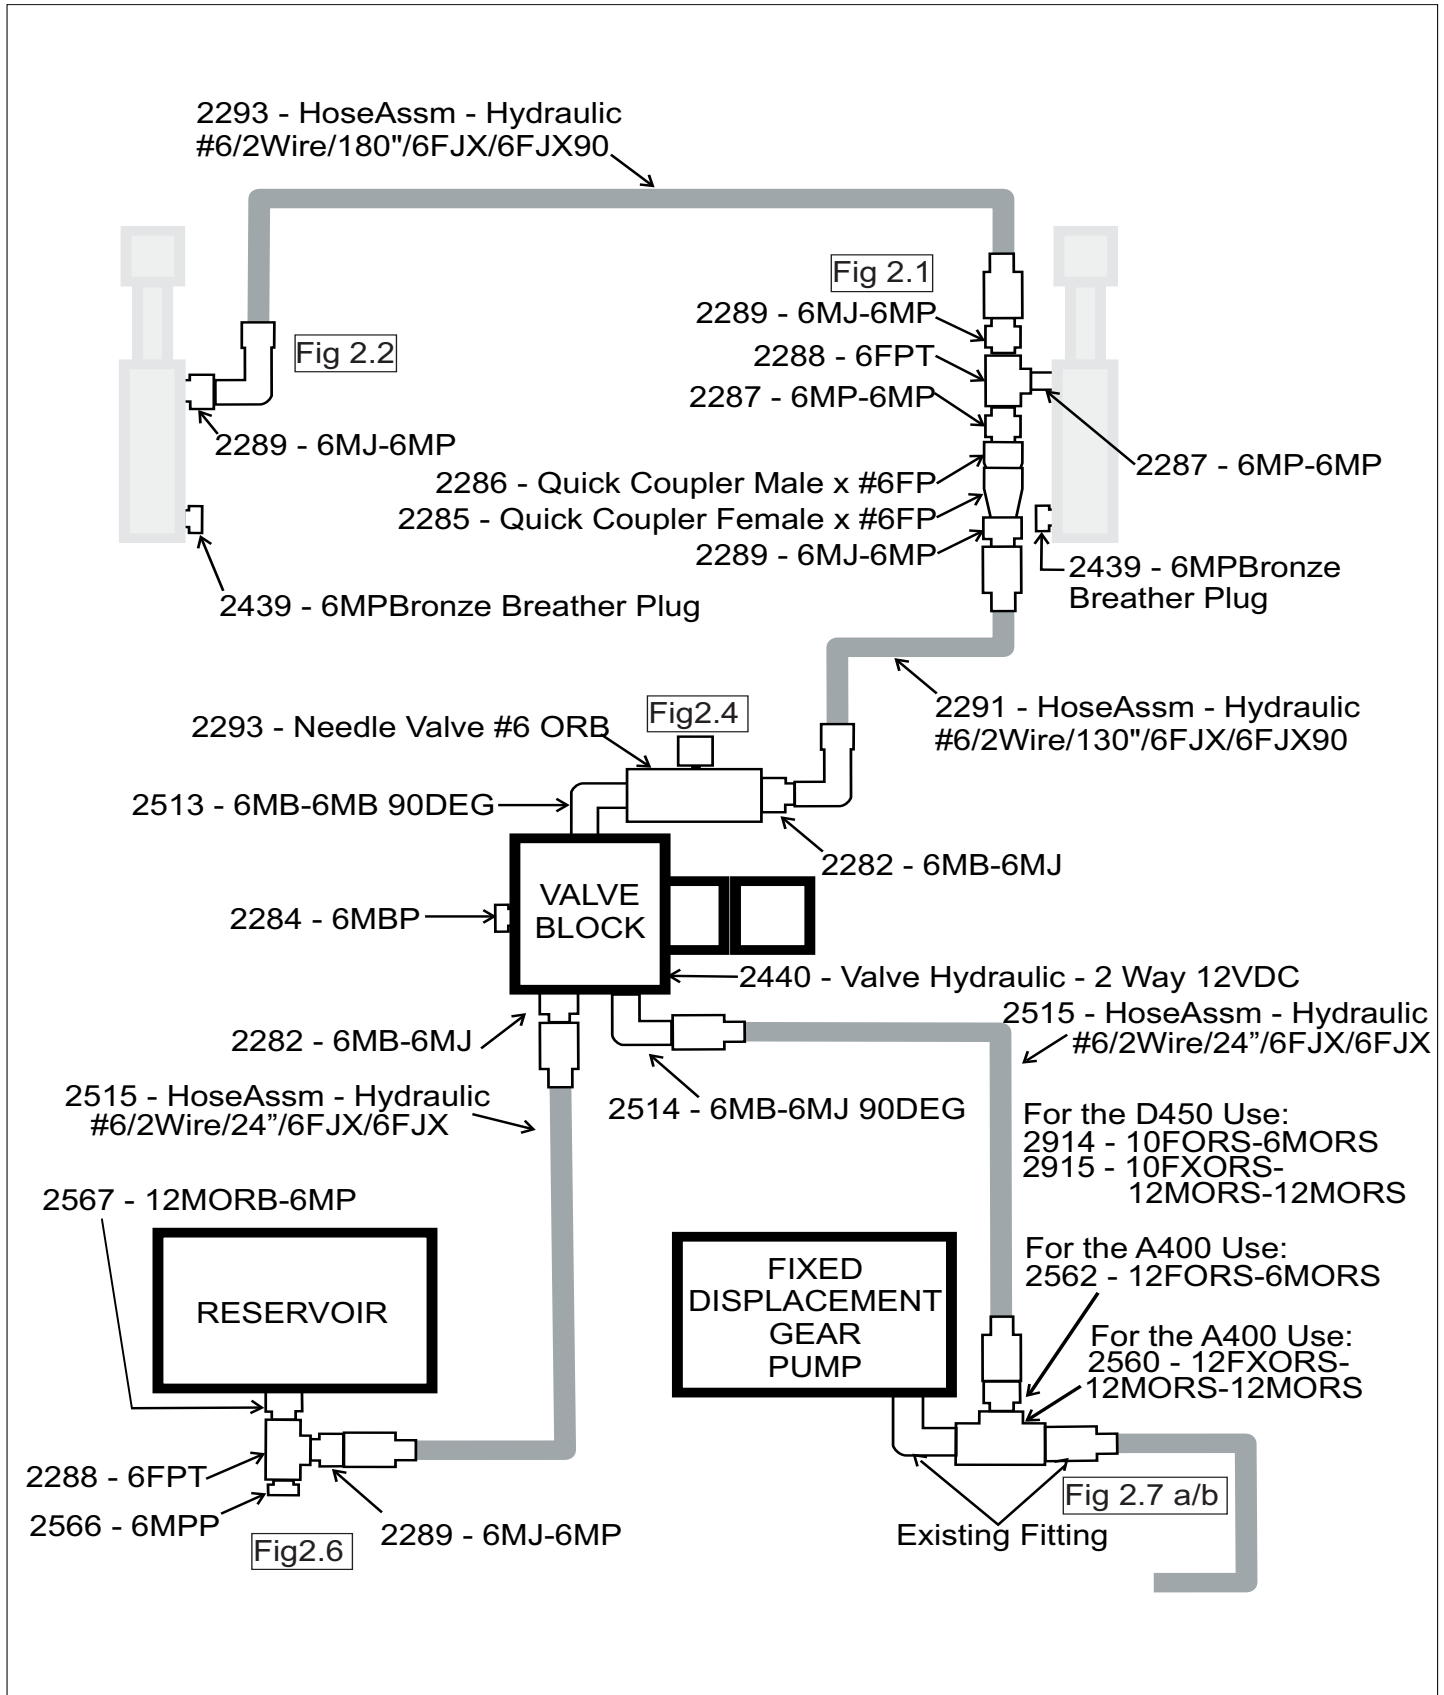 2293 - HoseAssm - Hydraulic
#6/2Wire/180"/6FJX/6FJX90
Fig 2.1
2289 - 6MJ-6MP
2288 - 6FPT
2287 - 6MP-6MP
Fig 2.2
2289 - 6MJ-6MP
2287 - 6MP-6MP
2286 - Quick Coupler Male x #6FP
2285 - Quick Coupler Female x #6FP
2289 - 6MJ-6MP
2439 - 6MPBronze
Breather Plug
2439 - 6MPBronze Breather Plug
2291 - HoseAssm - Hydraulic
#6/2Wire/130"/6FJX/6FJX90
Fig2.4
2293 - Needle Valve #6 ORB
2513 - 6MB-6MB 90DEG
2282 - 6MB-6MJ
VALVE
BLOCK
2284 - 6MBP
2440 - Valve Hydraulic - 2 Way 12VDC
2515 - HoseAssm - Hydraulic
#6/2Wire/24”/6FJX/6FJX
2282 - 6MB-6MJ
2515 - HoseAssm - Hydraulic
#6/2Wire/24”/6FJX/6FJX
2514 - 6MB-6MJ 90DEG
For the D450 Use:
2914 - 10FORS-6MORS
2915 - 10FXORS-
12MORS-12MORS
2567 - 12MORB-6MP
For the A400 Use:
2562 - 12FORS-6MORS
RESERVOIR
FIXED
DISPLACEMENT
GEAR
PUMP
For the A400 Use:
2560 - 12FXORS-
12MORS-12MORS
2288 - 6FPT
2566 - 6MPP
2289 - 6MJ-6MP
Fig2.6
Fig 2.7 a/b
Existing Fitting